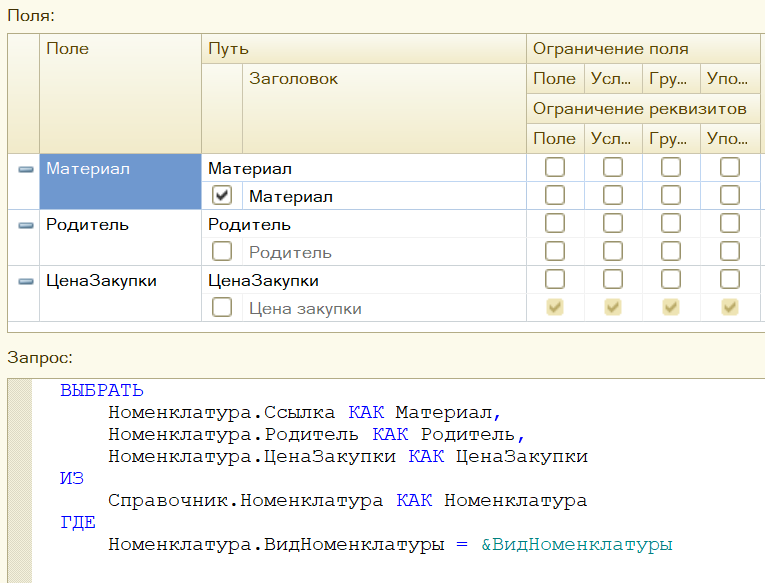 Поля:
Поле Путь Ограничение поля
Заголовок Поле Усл... Гру... Упо...
Ограничение реквизитов
Поле Усл... Гру... Упо...
Материал Материал
Материал
Родитель Родитель
Родитель
ЦенаЗакупки ЦенаЗакупки
Цена закупки
Запрос:
ВЫБРАТЬ
Номенклатура.Ссылка КАК Материал,
Номенклатура.Родитель КАК Родитель,
Номенклатура.ЦенаЗакупки КАК ЦенаЗакупки
ИЗ
Справочник.Номенклатура КАК Номенклатура
ГДЕ
Номенклатура.ВидНоменклатуры = &ВидНоменклатуры